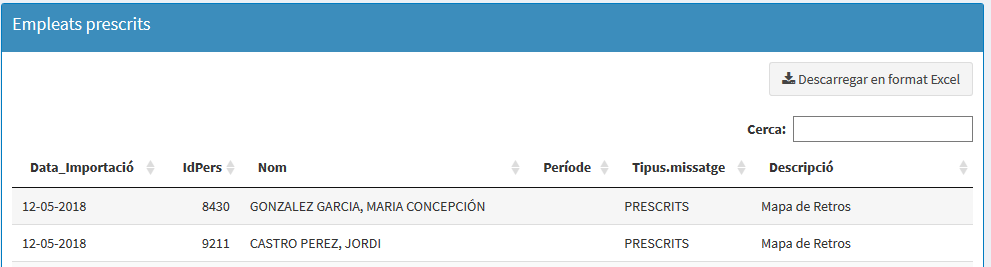 Empleats prescrits
Descarregar en format Excel
Cerca:
Data_Importació IdPers Nom Període Tipus.missatge Descripció
12-05-2018 8430 GONZALEZ GARCIA, MARIA CONCEPCIÓN PRESCRITS Mapa de Retros
12-05-2018 9211 CASTRO PEREZ, JORDI PRESCRITS Mapa de Retros